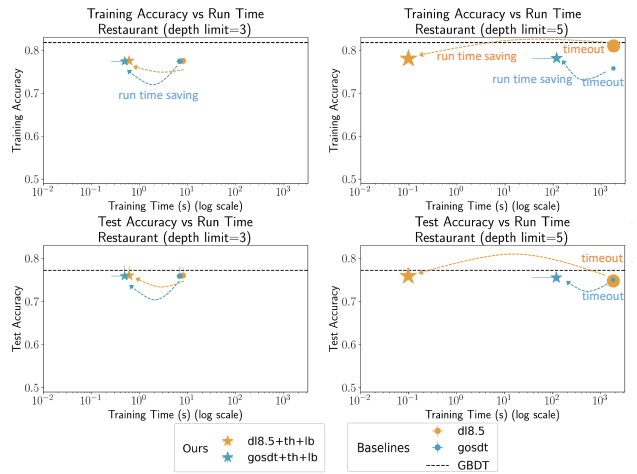 Training Accuracy vs Run Time
Restaurant (depth limit=3)
Training Accuracy
0.8
0.7
0.6
0.5
run time saving
10⁻² 10⁻¹ 10⁰ 10¹ 10² 10³
Training Time (s) (log scale)
Training Accuracy vs Run Time
Restaurant (depth limit=5)
Training Accuracy
0.8
0.7
0.6
0.5
timeout
run time saving
run time saving
timeout
10⁻² 10⁻¹ 10⁰ 10¹ 10² 10³
Training Time (s) (log scale)
Test Accuracy vs Run Time
Restaurant (depth limit=3)
Test Accuracy
0.8
0.7
0.6
0.5
10⁻² 10⁻¹ 10⁰ 10¹ 10² 10³
Training Time (s) (log scale)
Test Accuracy vs Run Time
Restaurant (depth limit=5)
Test Accuracy
0.8
0.7
0.6
0.5
timeout
timeout
10⁻² 10⁻¹ 10⁰ 10¹ 10² 10³
Training Time (s) (log scale)
Ours
dl8.5+th+lb
gosdt+th+lb
Baselines
dl8.5
gosdt
GBDT